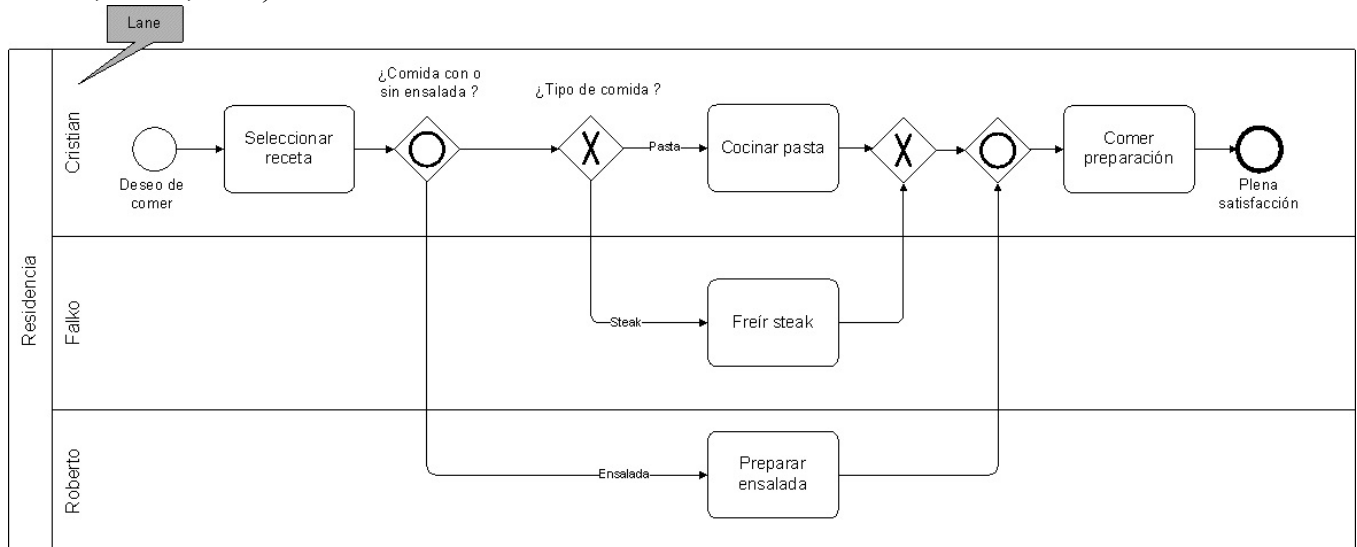 Lane
¿Comida con o
sin ensalada ?
¿Tipo de comida ?
Residencia
Cristian
Deseo de
comer
Seleccionar
receta
Pasta
Cocinar pasta
Comer
preparación
Plena
satisfacción
Falko
Steak
Freír steak
Roberto
Ensalada
Preparar
ensalada